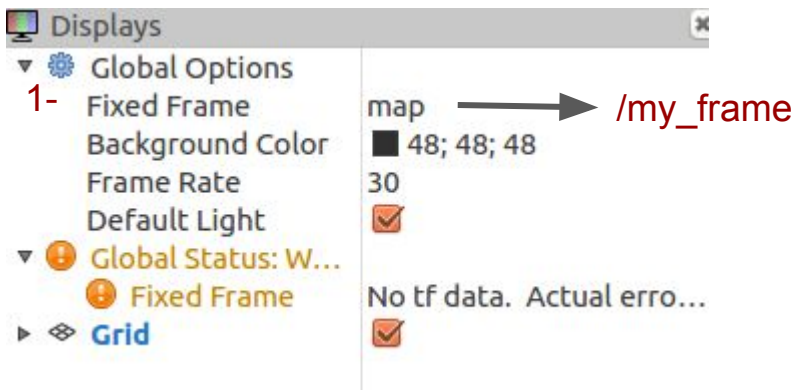 Displays
Global Options
1- Fixed Frame map /my_frame
Background Color 48; 48; 48
Frame Rate 30
Default Light
Global Status: W...
Fixed Frame No tf data. Actual erro...
Grid